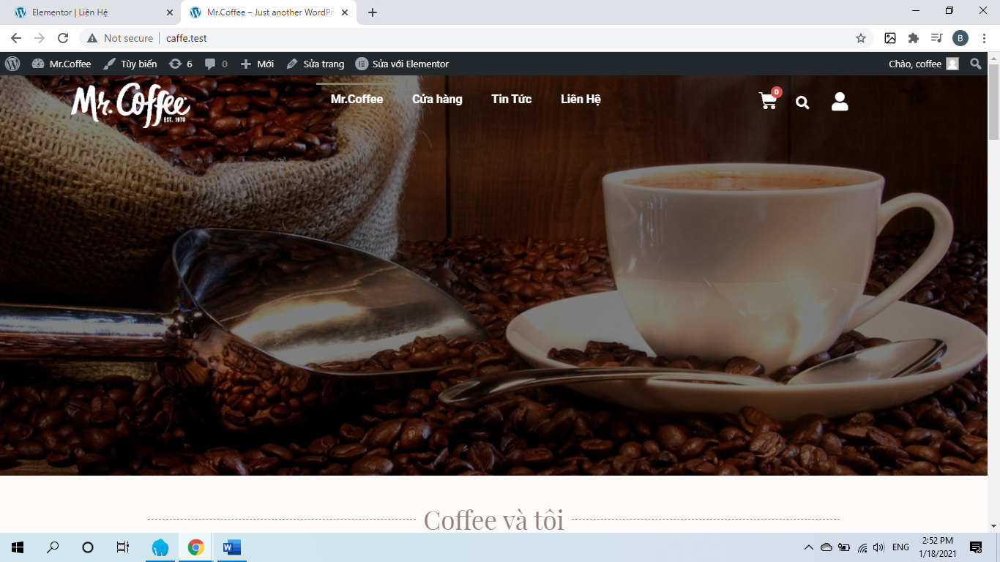 Elementor | Liên Hệ
Mr.Coffee – Just another WordPre
Not secure
caffe.test
B
Mr.Coffee
Tùy biến
6
0
Mới
Sửa trang
Sửa với Elementor
Chào, coffee
Mr. Coffee
EST. 1970
Mr.Coffee
Cửa hàng
Tin Tức
Liên Hệ
0
Coffee và tôi
ENG
2:52 PM
1/18/2021